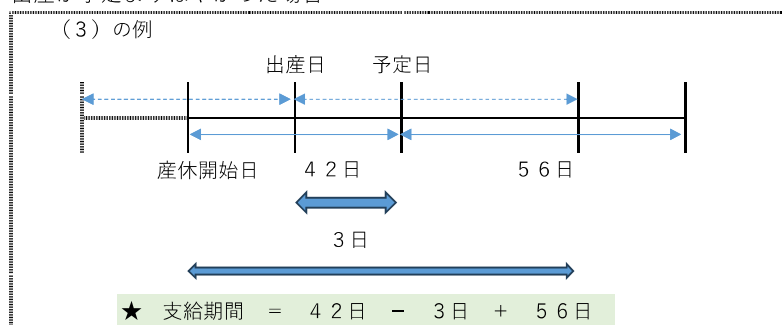 （3）の例
出産日　予定日
産休開始日　４２日　５６日
3日
★　支給期間　＝　４２日　－　３日　＋　５６日